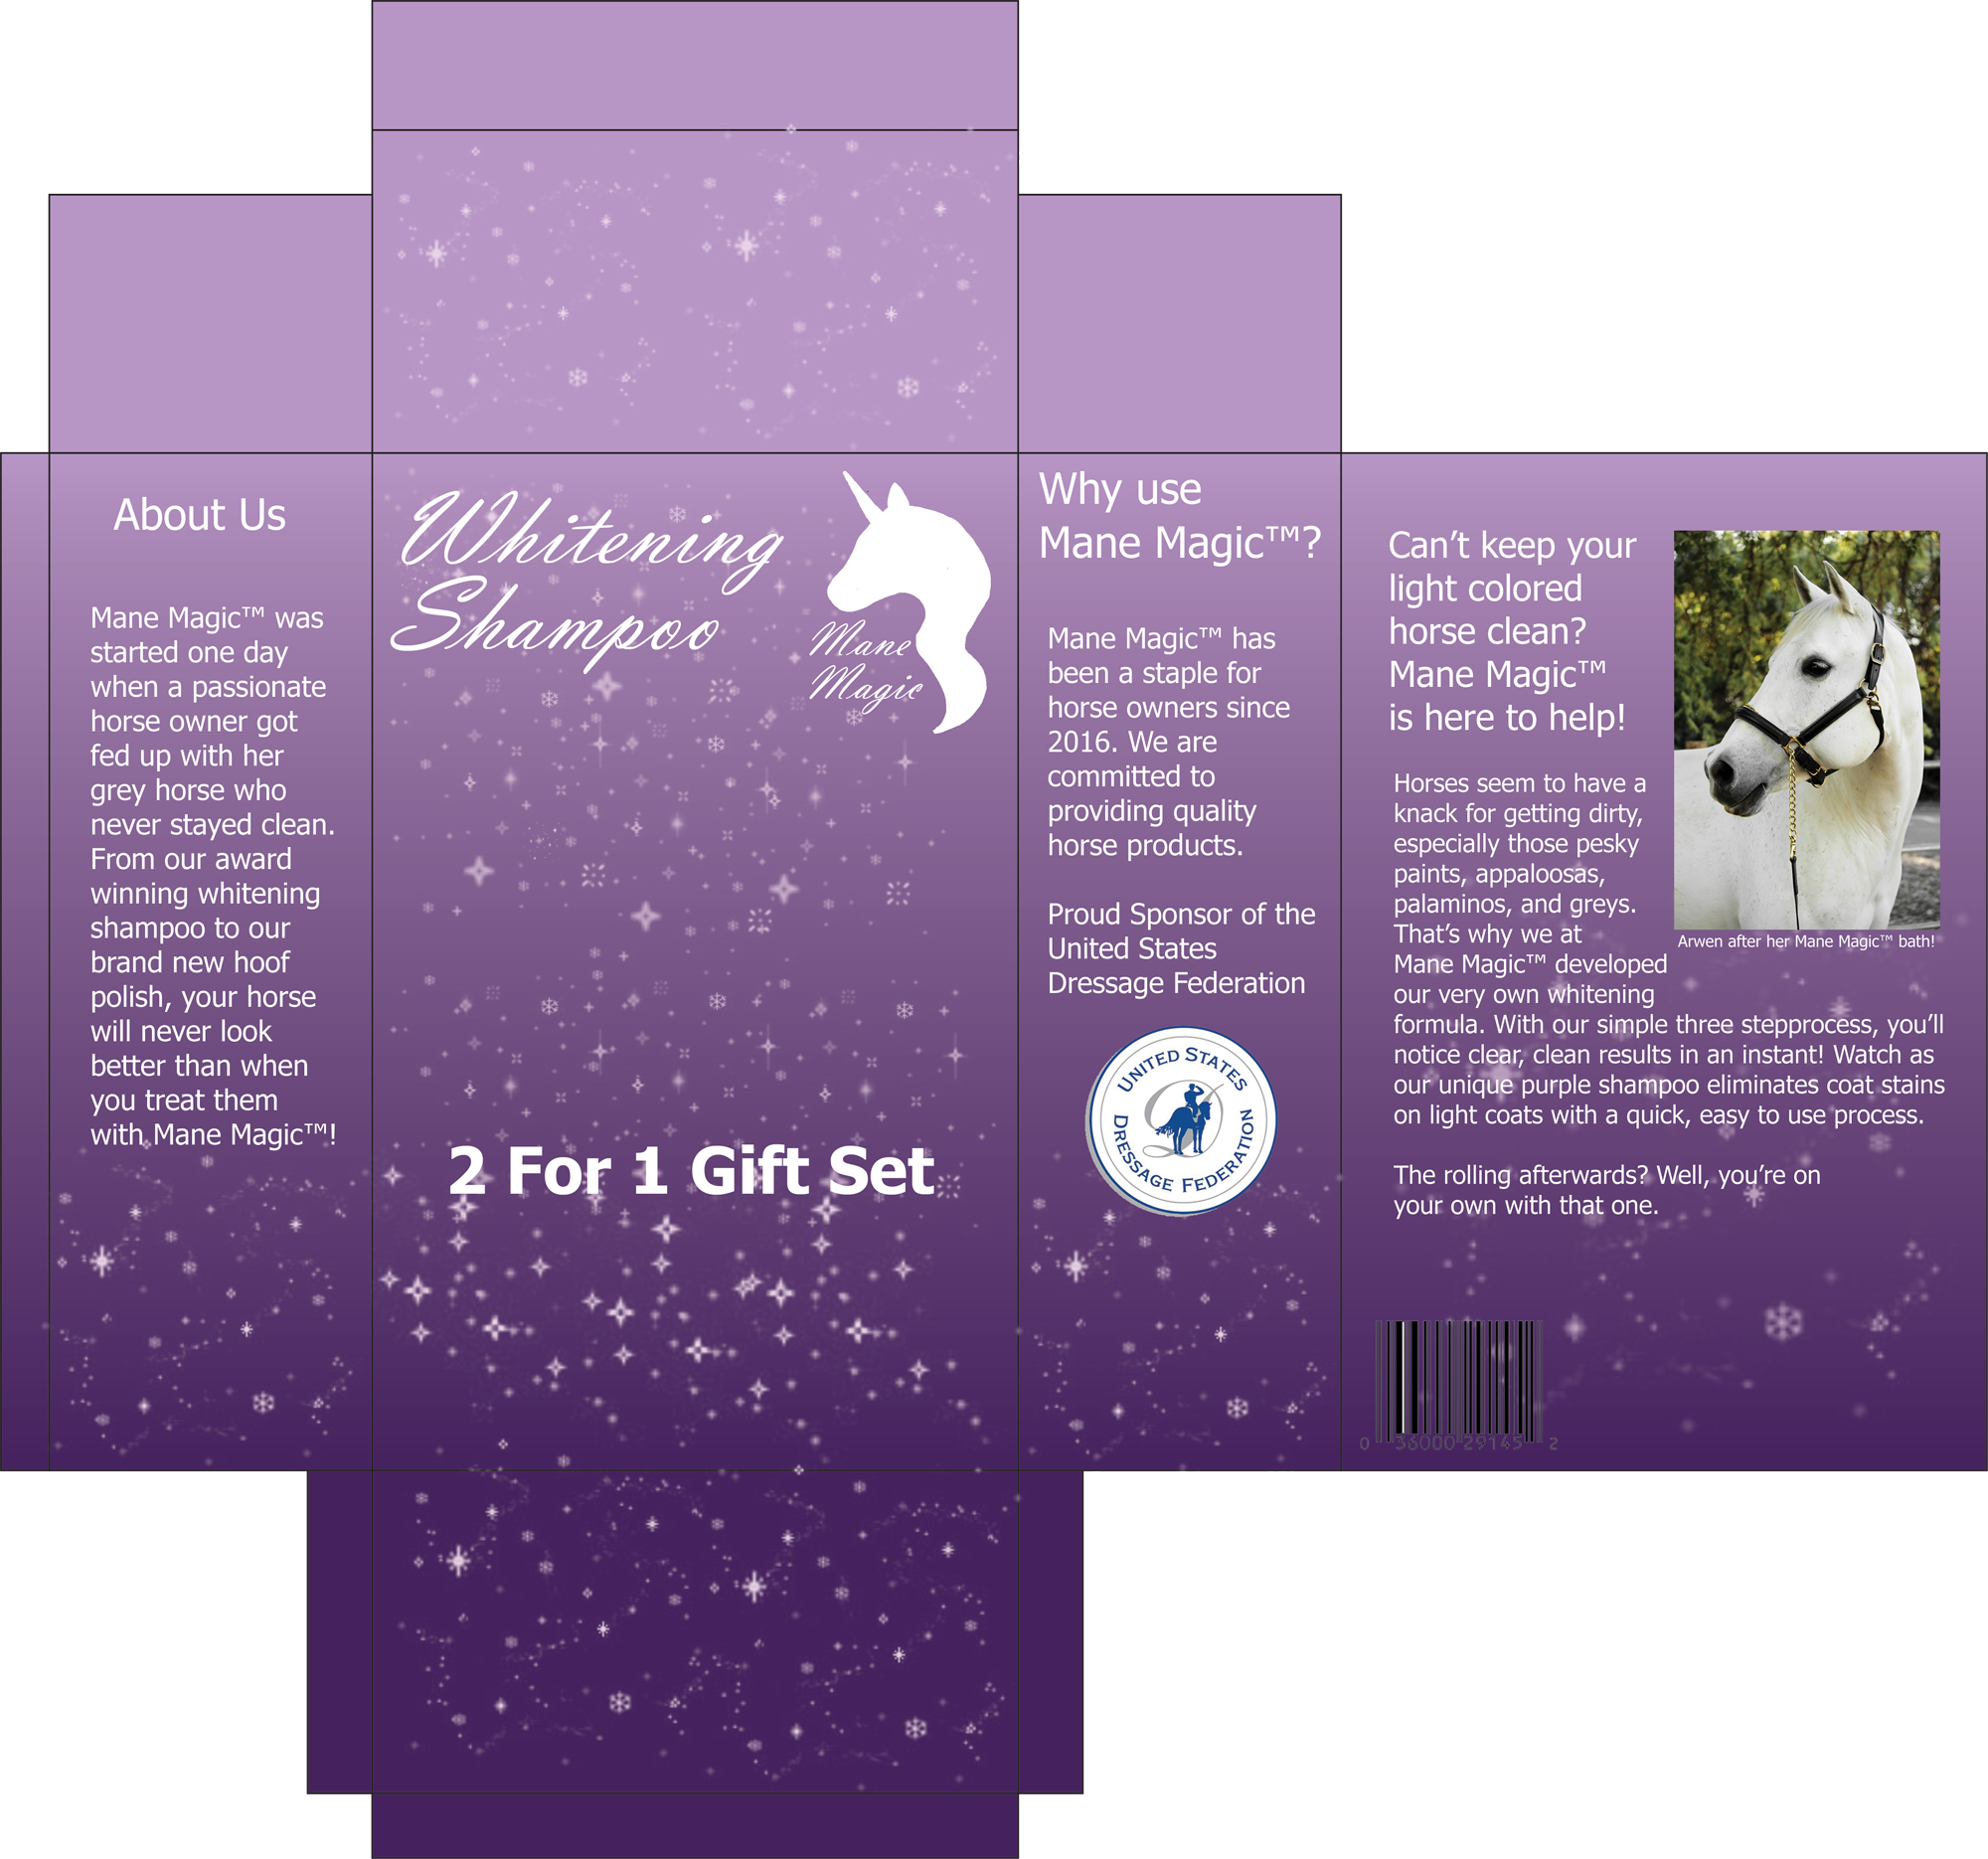 About Us
Mane Magic™ was
started one day
when a passionate
horse owner got
fed up with her
grey horse who
never stayed clean.
From our award
winning whitening
shampoo to our
brand new hoof
polish, your horse
will never look
better than when
you treat them
with Mane Magic™!
Whitening
Shampoo
Mane
Magic
2 For 1 Gift Set
Why use
Mane Magic™?
Mane Magic™ has
been a staple for
horse owners since
2016. We are
committed to
providing quality
horse products.
Proud Sponsor of the
United States
Dressage Federation
UNITED STATES
D
DRESSAGE FEDERATION
Can’t keep your
light colored
horse clean?
Mane Magic™
is here to help!
Arwen after her Mane Magic™ bath!
Horses seem to have a
knack for getting dirty,
especially those pesky
paints, appaloosas,
palaminos, and greys.
That’s why we at
Mane Magic™ developed
our very own whitening
formula. With our simple three stepprocess, you’ll
notice clear, clean results in an instant! Watch as
our unique purple shampoo eliminates coat stains
on light coats with a quick, easy to use process.
The rolling afterwards? Well, you’re on
your own with that one.
0 36000 29145 2